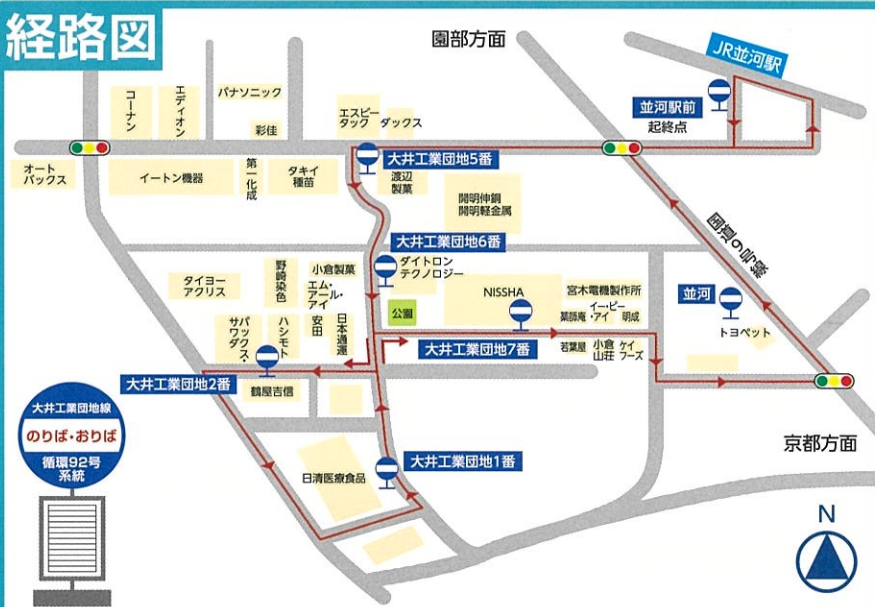 経路図
園部方面
JR並河駅
並河駅前
起終点
コーナン
エディオン
パナソニック
彩佳
エスピー
タック
ダックス
オート
バックス
イートン機器
第一化成
タキイ
種苗
大井工業団地5番
渡辺
製菓
開明伸銅
開明軽金属
国道9号線
大井工業団地6番
ダイトロン
テクノロジー
タイヨー
アクリス
野崎染色
小倉製菓
エム・
アール・
アイ
NISSHA
宮木電機製作所
並河
トヨペット
公園
薬師庵
イー・ピー
・アイ
明成
サワダ
パックス・
ハシモト
安田
日本通運
大井工業団地7番
若葉屋
小倉
山荘
ケイ
フーズ
大井工業団地2番
鶴屋吉信
大井工業団地線
のりば・おりば
循環92号
系統
日清医療食品
大井工業団地1番
京都方面
N